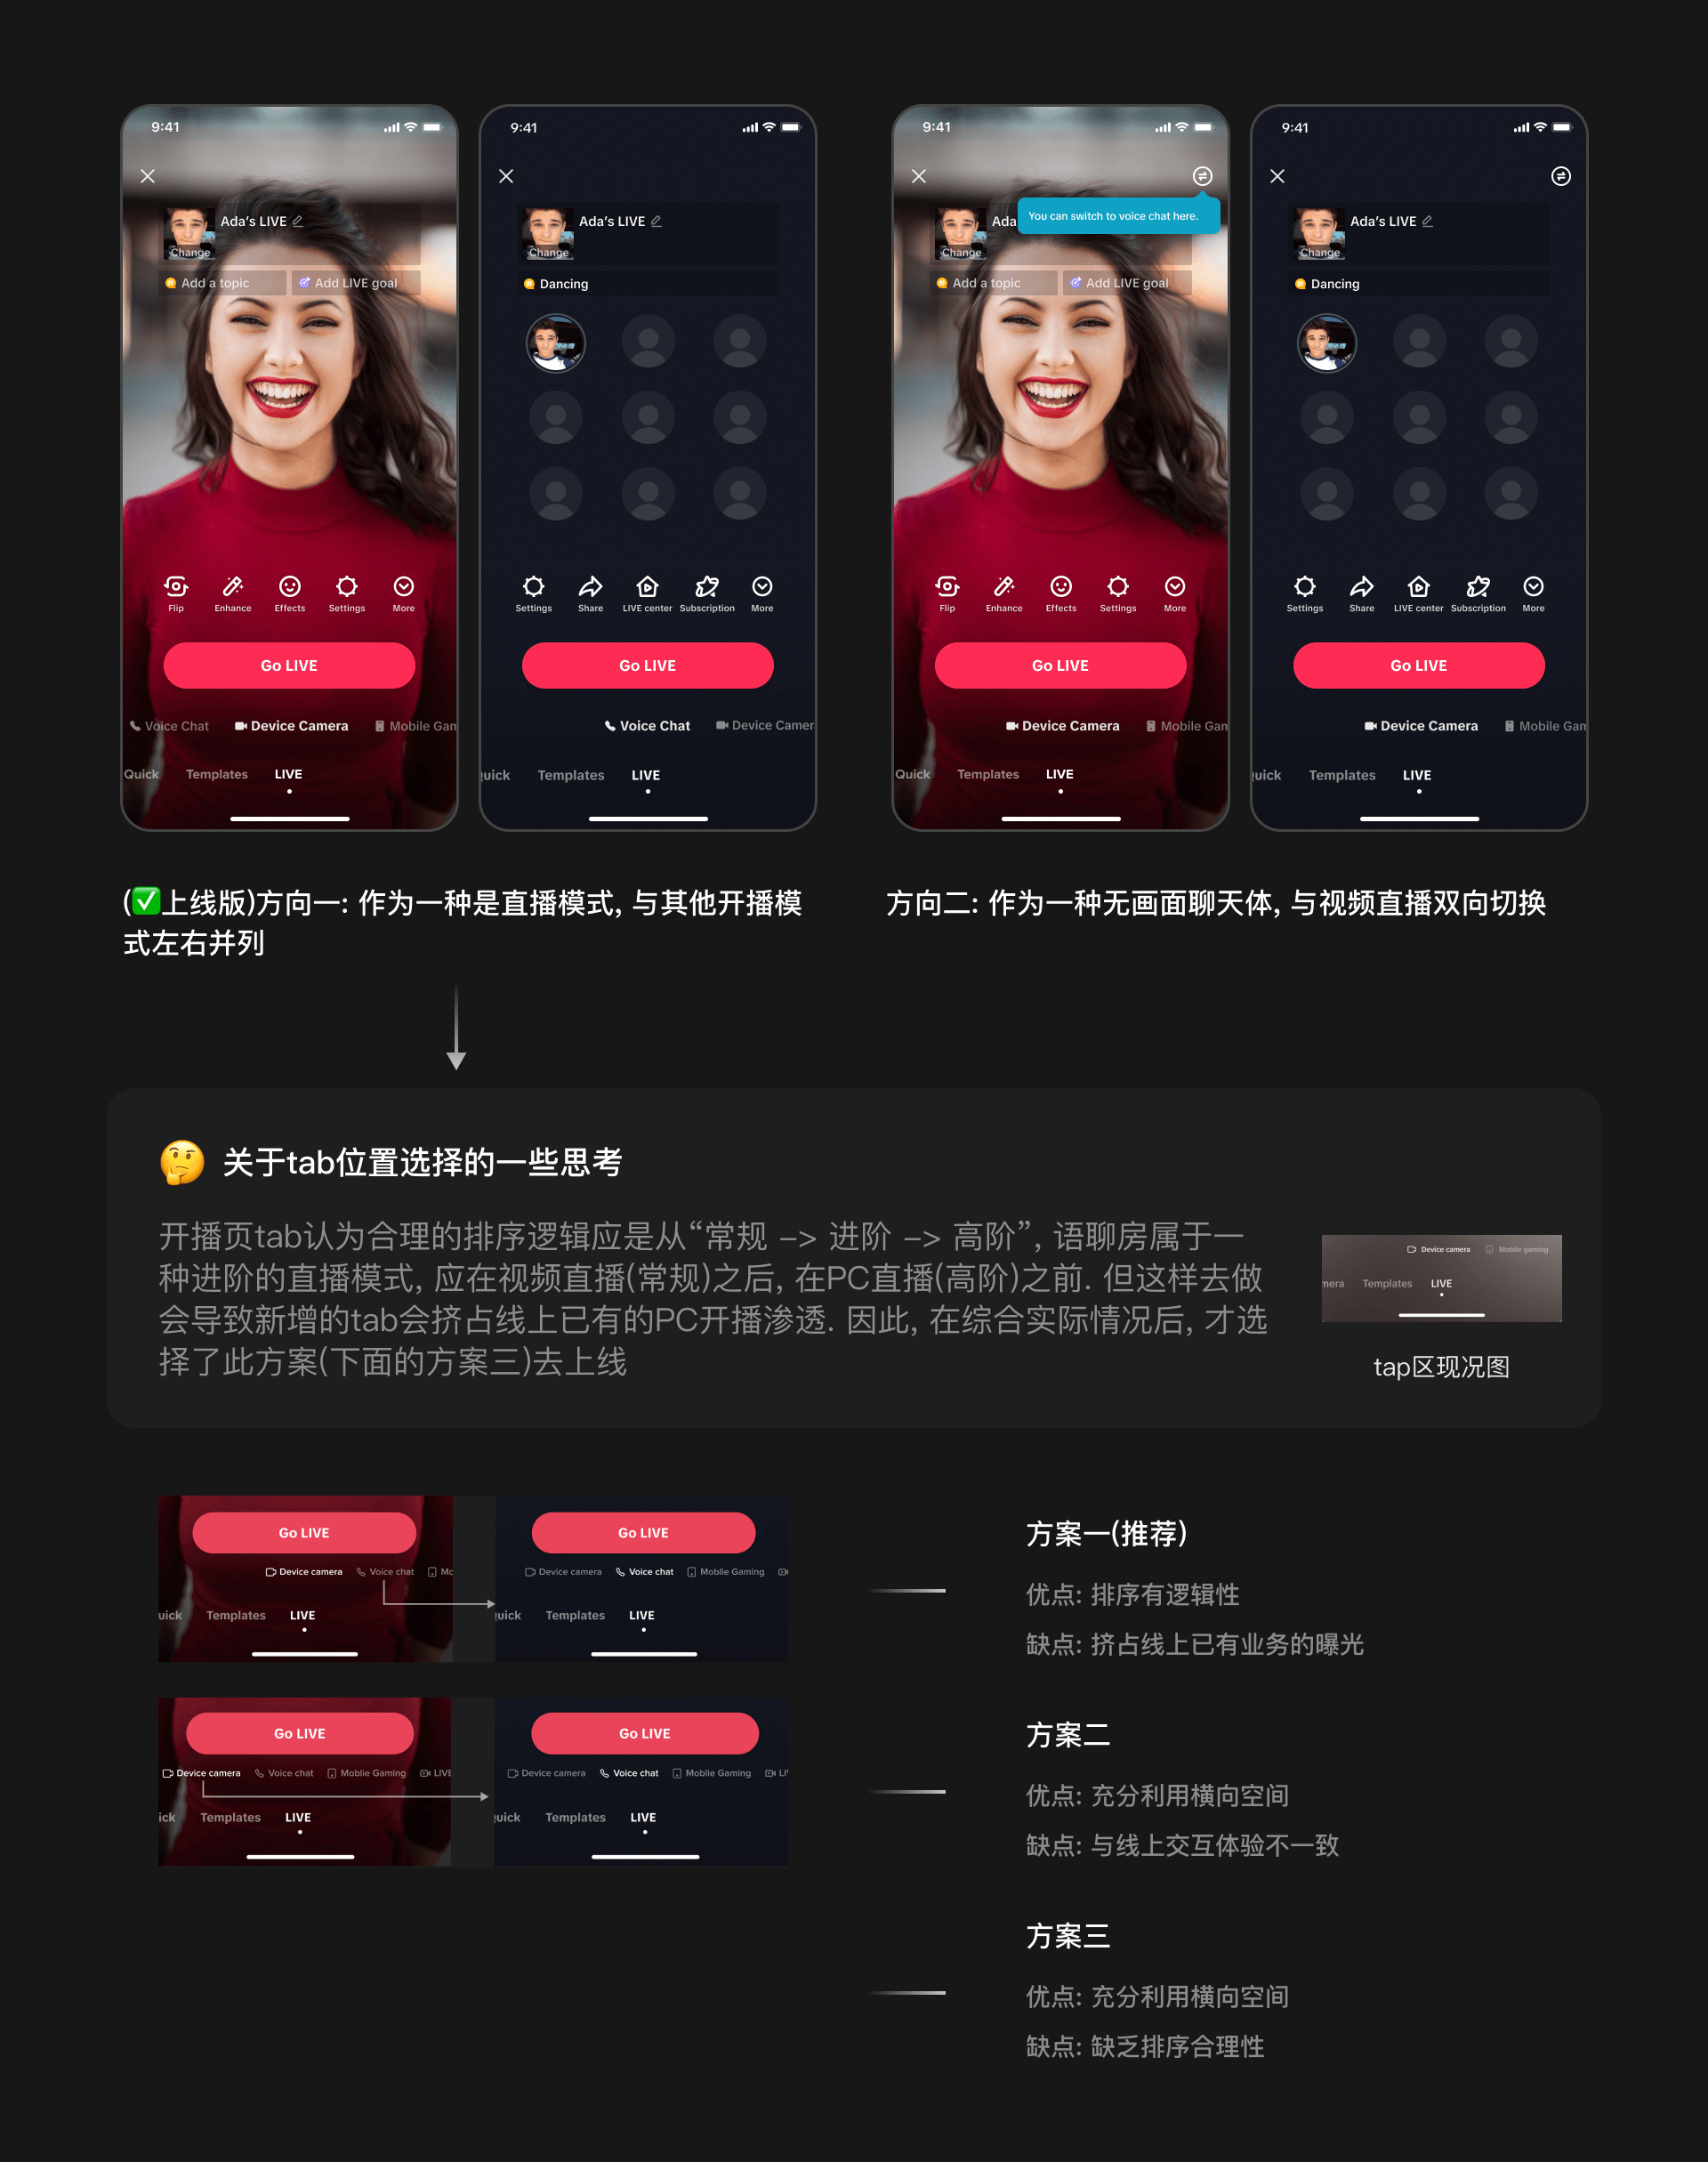 9:41
Ada's LIVE
Change
Add a topic
Add LIVE goal
Flip
Enhance
Effects
Settings
More
Go LIVE
Voice Chat
Device Camera
Mobile Gam
Quick
Templates
LIVE
9:41
Ada's LIVE
Change
Dancing
Settings
Share
LIVE center
Subscription
More
Go LIVE
Voice Chat
Device Camer
uick
Templates
LIVE
9:41
You can switch to voice chat here.
Ada
Change
Add a topic
Add LIVE goal
Flip
Enhance
Effects
Settings
More
Go LIVE
Device Camera
Mobile Gam
Quick
Templates
LIVE
9:41
Ada's LIVE
Change
Dancing
Settings
Share
LIVE center
Subscription
More
Go LIVE
Device Camera
Mobile Gan
uick
Templates
LIVE
(✅上线版)方向一: 作为一种是直播模式, 与其他开播模
式左右并列
方向二: 作为一种无画面聊天体, 与视频直播双向切换
🤔 关于tab位置选择的一些思考
开播页tab认为合理的排序逻辑应是从“常规 –> 进阶 –> 高阶”, 语聊房属于一
种进阶的直播模式, 应在视频直播(常规)之后, 在PC直播(高阶)之前. 但这样去做
会导致新增的tab会挤占线上已有的PC开播渗透. 因此, 在综合实际情况后, 才选
择了此方案(下面的方案三)去上线
Device camera
Mobile gaming
mera
Templates
LIVE
tap区现况图
Go LIVE
Device camera
Voice chat
Mc
uick
Templates
LIVE
Go LIVE
Device camera
Voice chat
Moblie Gaming
uick
Templates
LIVE
方案一(推荐)
优点: 排序有逻辑性
缺点: 挤占线上已有业务的曝光
Go LIVE
Device camera
Voice chat
Moblie Gaming
LIVE
ick
Templates
LIVE
Go LIVE
Device camera
Voice chat
Moblie Gaming
LI
uick
Templates
LIVE
方案二
优点: 充分利用横向空间
缺点: 与线上交互体验不一致
方案三
优点: 充分利用横向空间
缺点: 缺乏排序合理性